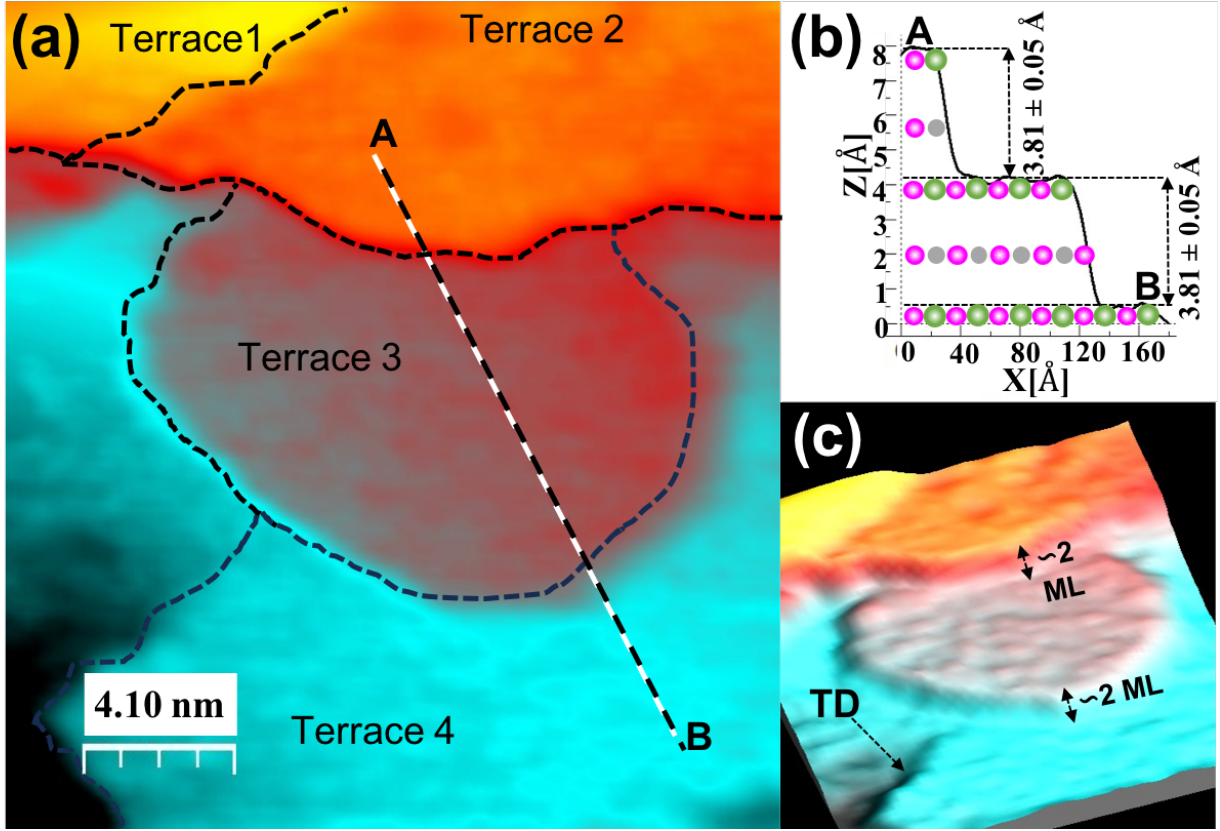 (a)
Terrace1
Terrace 2
A
Terrace 3
4.10 nm
Terrace 4
B
(b)
A
8
7
6
5
4
3
2
1
0
Z[Å]
3.81 ± 0.05 Å
3.81 ± 0.05 Å
B
0 40 80 120 160
X[Å]
(c)
~2
ML
~2 ML
TD